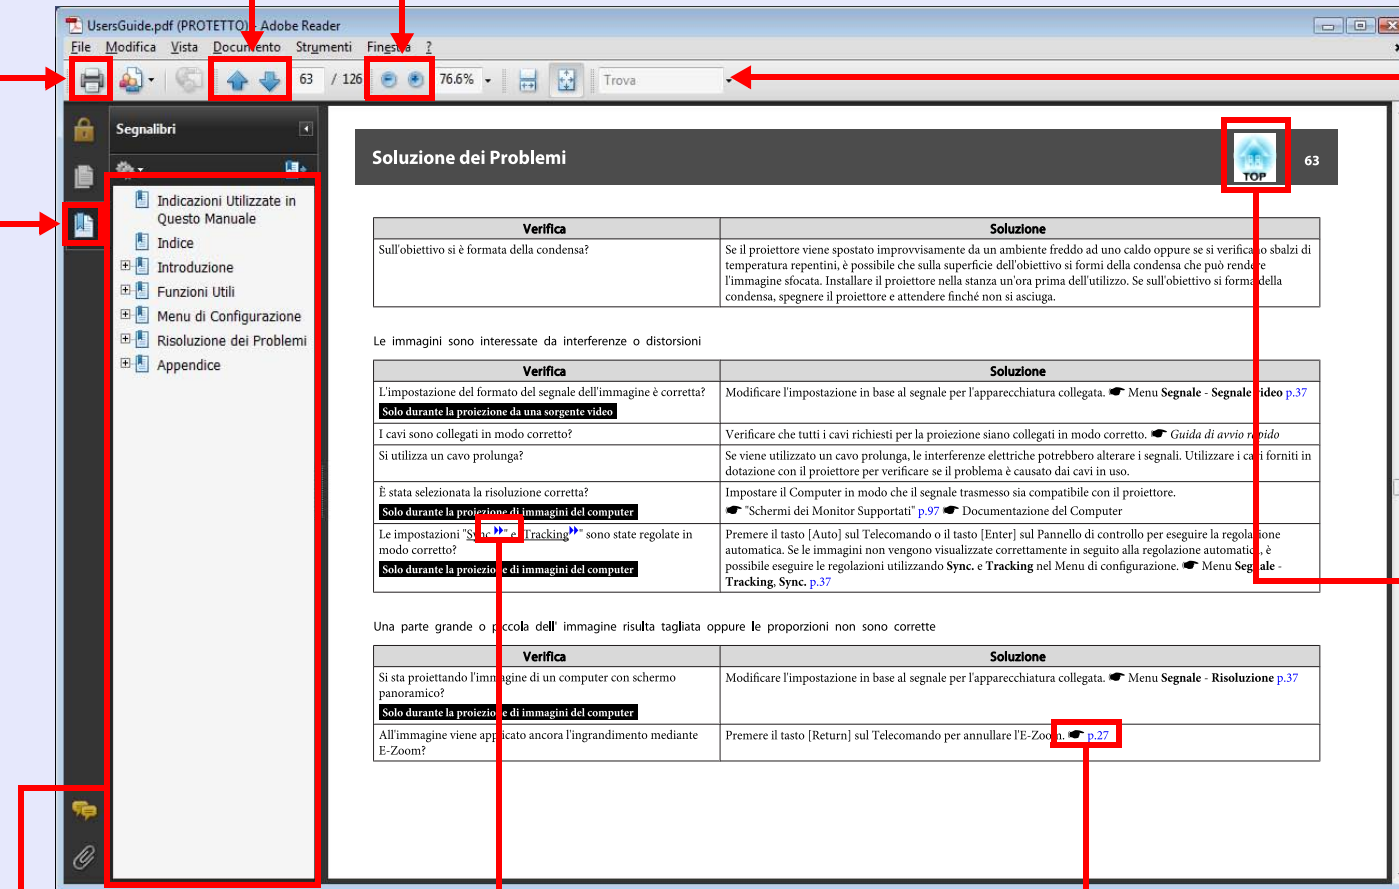 UsersGuide.pdf (PROTETTO) - Adobe Reader
File Modifica Vista Documento Strumenti Finestra ?
63 / 126 76.6% Trova
Segnalibri
Indicazioni Utilizzate in
Questo Manuale
Indice
Introduzione
Funzioni Utili
Menu di Configurazione
Risoluzione dei Problemi
Appendice
Soluzione dei Problemi
TOP
63
Verifica Soluzione
Sull'obiettivo si è formata della condensa?
Se il proiettore viene spostato improvvisamente da un ambiente freddo ad uno caldo oppure se si verificano sbalzi di
temperatura repentini, è possibile che sulla superficie dell'obiettivo si formi della condensa che può rendere
l'immagine sfocata. Installare il proiettore nella stanza un'ora prima dell'utilizzo. Se sull'obiettivo si forma della
condensa, spegnere il proiettore e attendere finché non si asciuga.
Le immagini sono interessate da interferenze o distorsioni
Verifica Soluzione
L'impostazione del formato del segnale dell'immagine è corretta?
Solo durante la proiezione da una sorgente video
Modificare l'impostazione in base al segnale per l'apparecchiatura collegata. ☛ Menu Segnale - Segnale video p.37
I cavi sono collegati in modo corretto?
Verificare che tutti i cavi richiesti per la proiezione siano collegati in modo corretto. ☛ Guida di avvio rapido
Si utilizza un cavo prolunga?
Se viene utilizzato un cavo prolunga, le interferenze elettriche potrebbero alterare i segnali. Utilizzare i cavi forniti in
dotazione con il proiettore per verificare se il problema è causato dai cavi in uso.
È stata selezionata la risoluzione corretta?
Solo durante la proiezione di immagini del computer
Impostare il Computer in modo che il segnale trasmesso sia compatibile con il proiettore.
☛ "Schermi dei Monitor Supportati" p.97 ☛ Documentazione del Computer
Le impostazioni "Sync." e "Tracking" sono state regolate in
modo corretto?
Solo durante la proiezione di immagini del computer
Premere il tasto [Auto] sul Telecomando o il tasto [Enter] sul Pannello di controllo per eseguire la regolazione
automatica. Se le immagini non vengono visualizzate correttamente in seguito alla regolazione automatica, è
possibile eseguire le regolazioni utilizzando Sync. e Tracking nel Menu di configurazione. ☛ Menu Segnale -
Tracking, Sync. p.37
Una parte grande o piccola dell' immagine risulta tagliata oppure le proporzioni non sono corrette
Verifica Soluzione
Si sta proiettando l'immagine di un computer con schermo
panoramico?
Solo durante la proiezione di immagini del computer
Modificare l'impostazione in base al segnale per l'apparecchiatura collegata. ☛ Menu Segnale - Risoluzione p.37
All'immagine viene applicato ancora l'ingrandimento mediante
E-Zoom?
Premere il tasto [Return] sul Telecomando per annullare l'E-Zoom. ☛ p.27